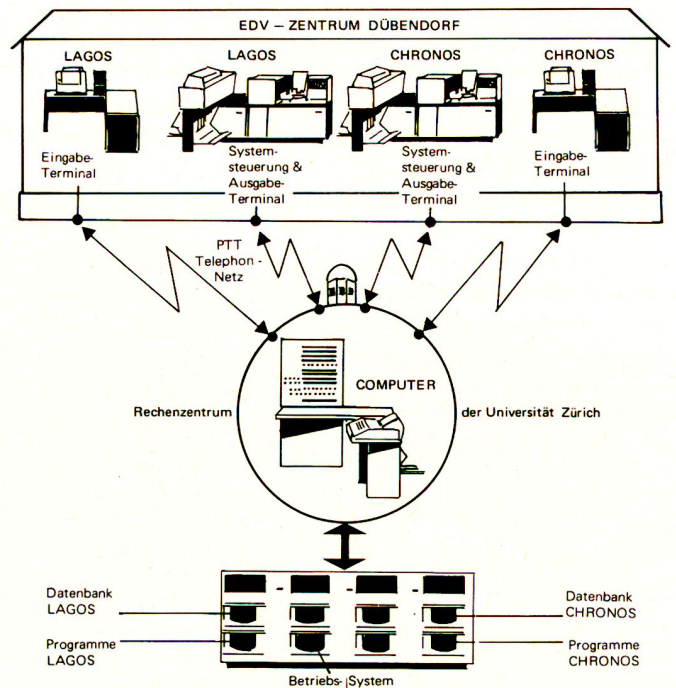 EDV – ZENTRUM DÜBENDORF
LAGOS
LAGOS
CHRONOS
CHRONOS
Eingabe-
Terminal
System-
steuerung &
Ausgabe-
Terminal
System-
steuerung &
Ausgabe-
Terminal
Eingabe-
Terminal
PTT
Telephon -
Netz
COMPUTER
Rechenzentrum
der Universität Zürich
Datenbank
LAGOS
Datenbank
CHRONOS
Programme
LAGOS
Programme
CHRONOS
Betriebs-System